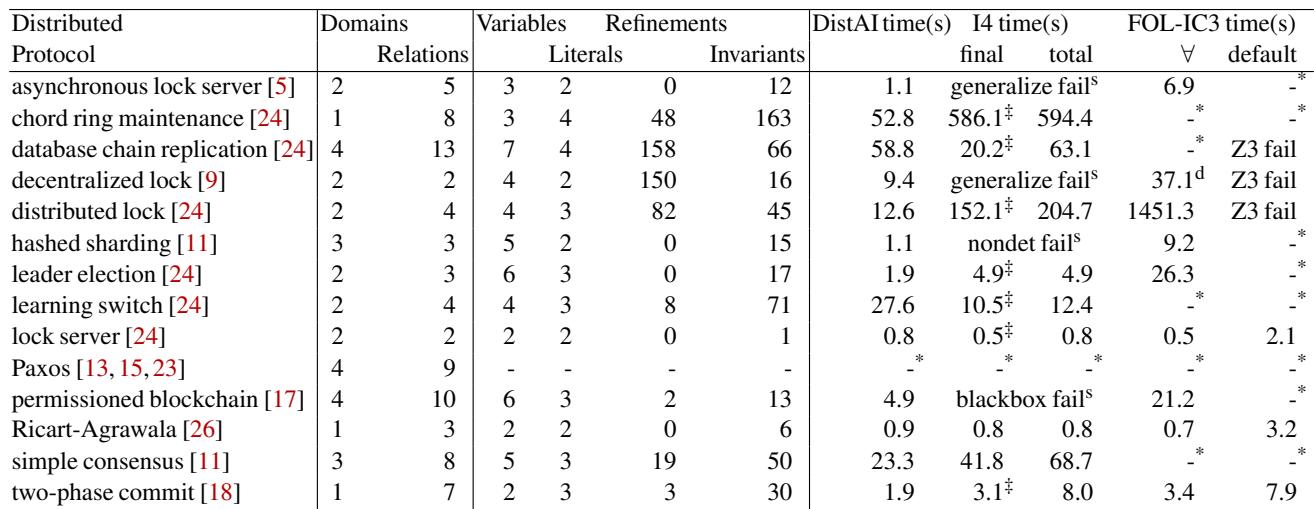 Distributed Domains Variables Refinements DistAI time(s) I4 time(s) FOL-IC3 time(s)
Protocol Relations Literals Invariants final total ∀ default
asynchronous lock server [5] 2 5 3 2 0 12 1.1 generalize fail^s 6.9 -^*
chord ring maintenance [24] 1 8 3 4 48 163 52.8 586.1^‡ 594.4 -^* -^*
database chain replication [24] 4 13 7 4 158 66 58.8 20.2^‡ 63.1 -^* Z3 fail
decentralized lock [9] 2 2 4 2 150 16 9.4 generalize fail^s 37.1^d Z3 fail
distributed lock [24] 2 4 4 3 82 45 12.6 152.1^‡ 204.7 1451.3 Z3 fail
hashed sharding [11] 3 3 5 2 0 15 1.1 nondet fail^s 9.2 -^*
leader election [24] 2 3 6 3 0 17 1.9 4.9^‡ 4.9 26.3 -^*
learning switch [24] 2 4 4 3 8 71 27.6 10.5^‡ 12.4 -^* -^*
lock server [24] 2 2 2 2 0 1 0.8 0.5^‡ 0.8 0.5 2.1
Paxos [13, 15, 23] 4 9 - - - - -^* -^* -^* -^* -^*
permissioned blockchain [17] 4 10 6 3 2 13 4.9 blackbox fail^s 21.2 -^*
Ricart-Agrawala [26] 1 3 2 2 0 6 0.9 0.8 0.8 0.7 3.2
simple consensus [11] 3 8 5 3 19 50 23.3 41.8 68.7 -^* -^*
two-phase commit [18] 1 7 2 3 3 30 1.9 3.1^‡ 8.0 3.4 7.9